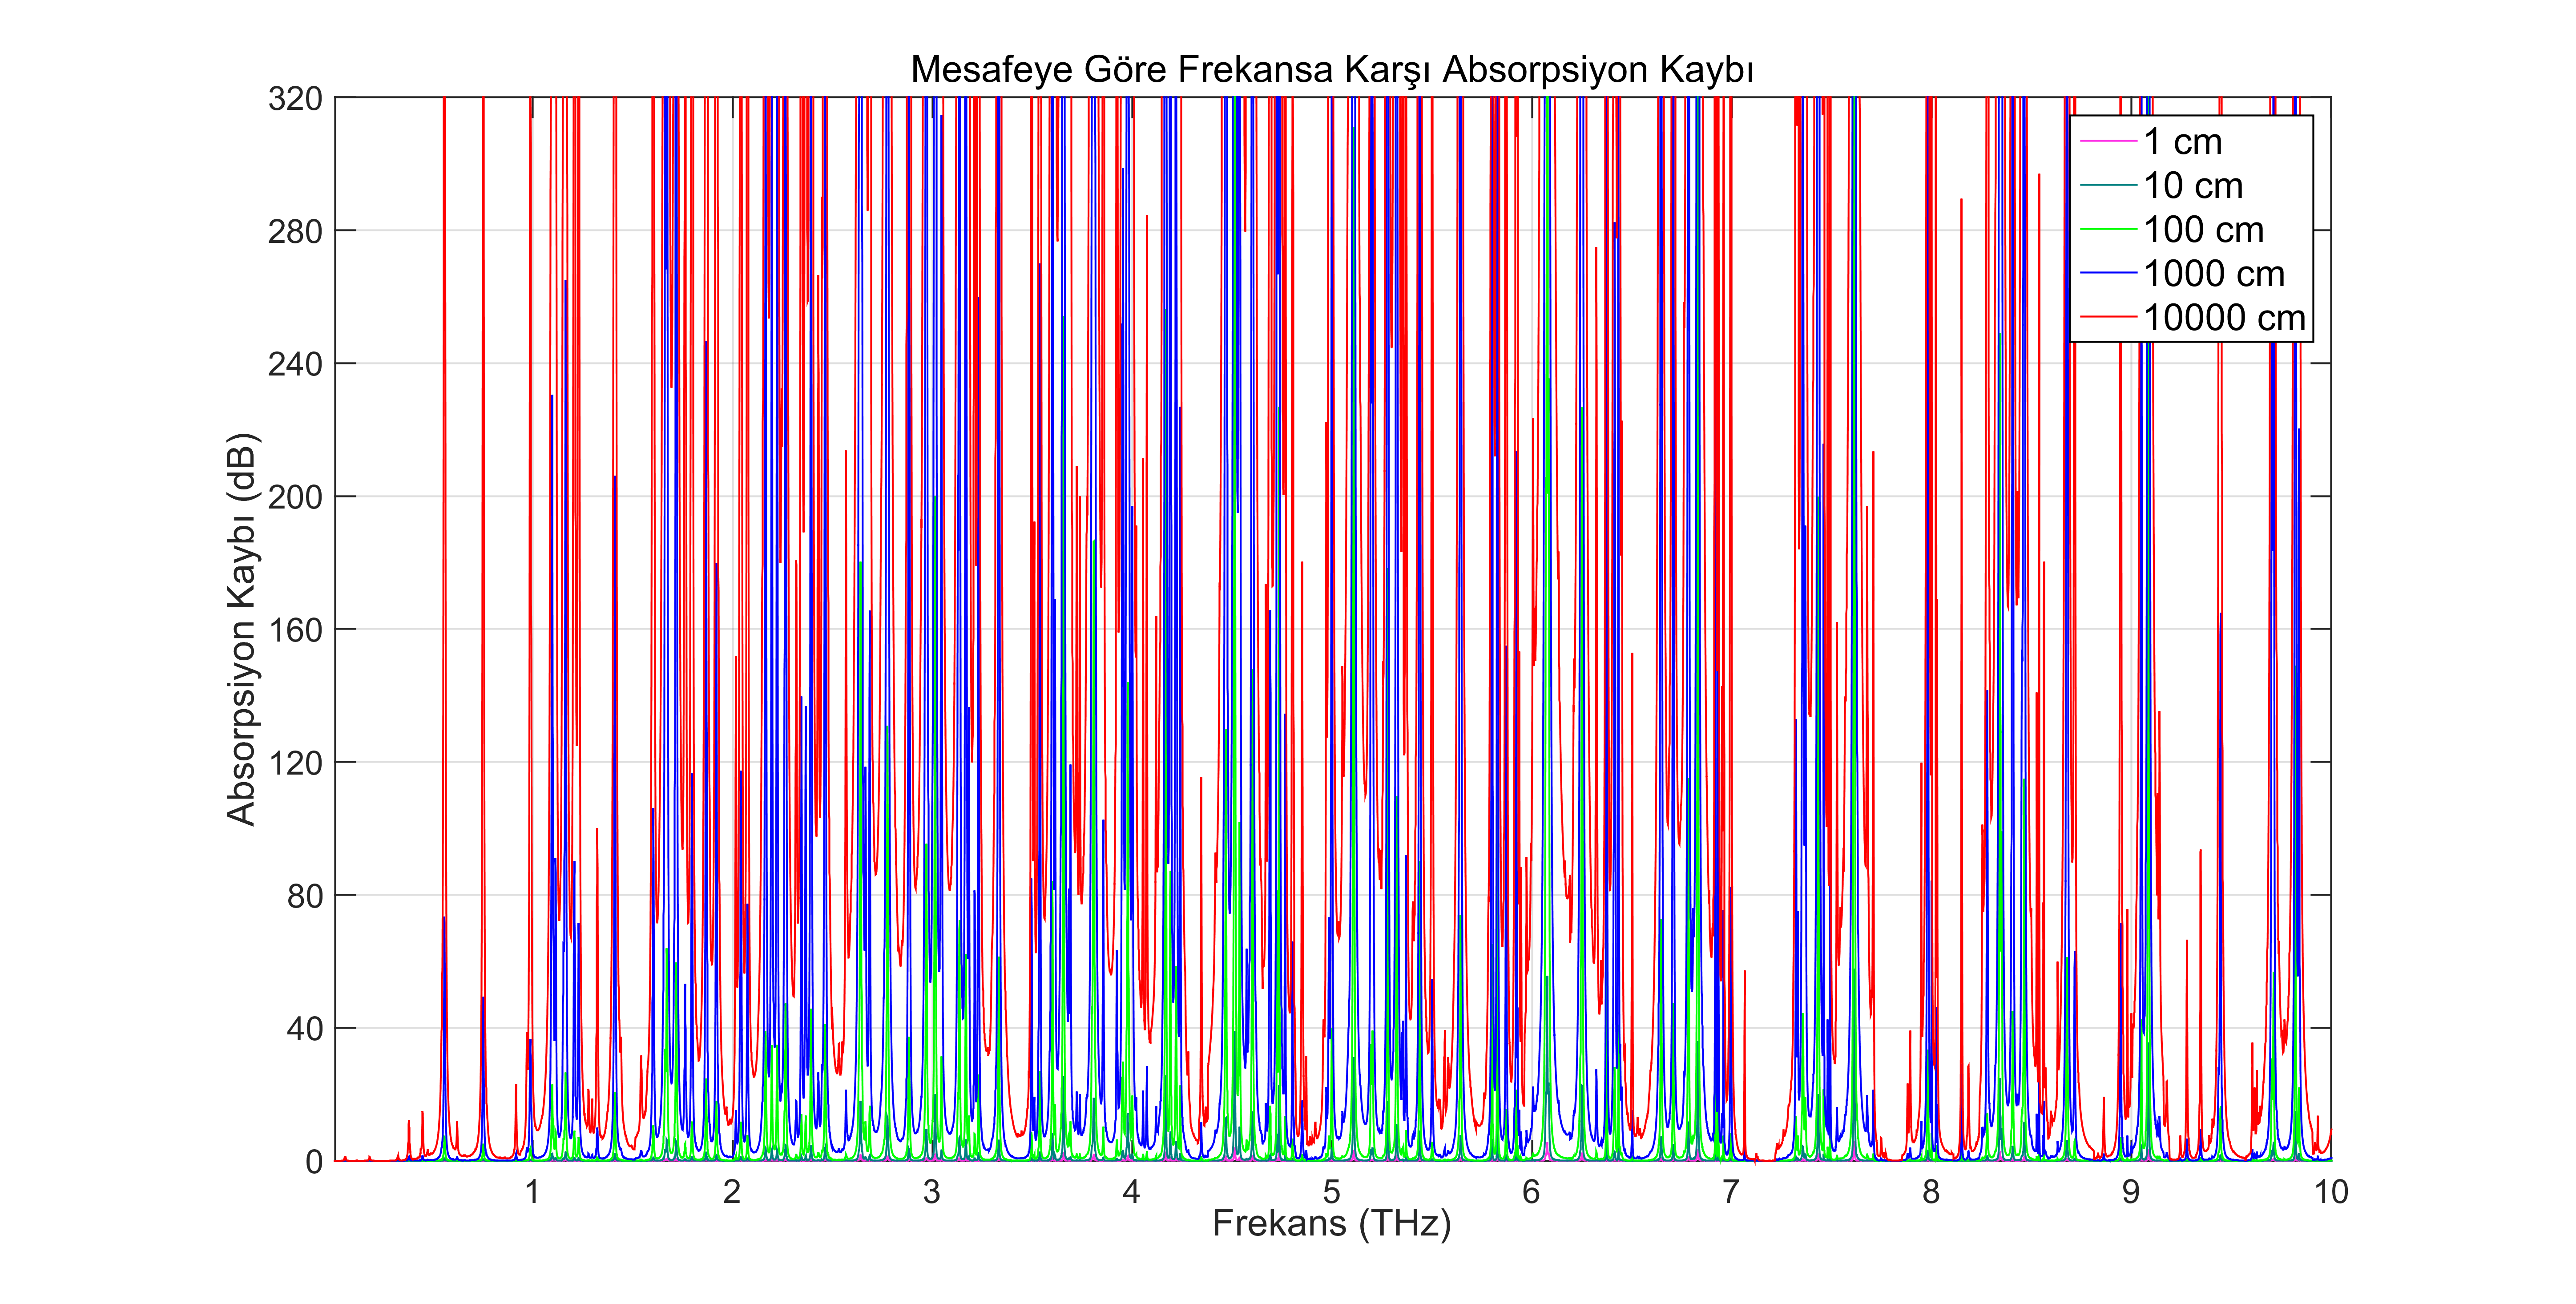 Mesafeye Göre Frekansa Karşı Absorpsiyon Kaybı
320
280
240
200
160
120
80
40
0
Absorpsiyon Kaybı (dB)
1 cm
10 cm
100 cm
1000 cm
10000 cm
1 2 3 4 5 6 7 8 9 10
Frekans (THz)